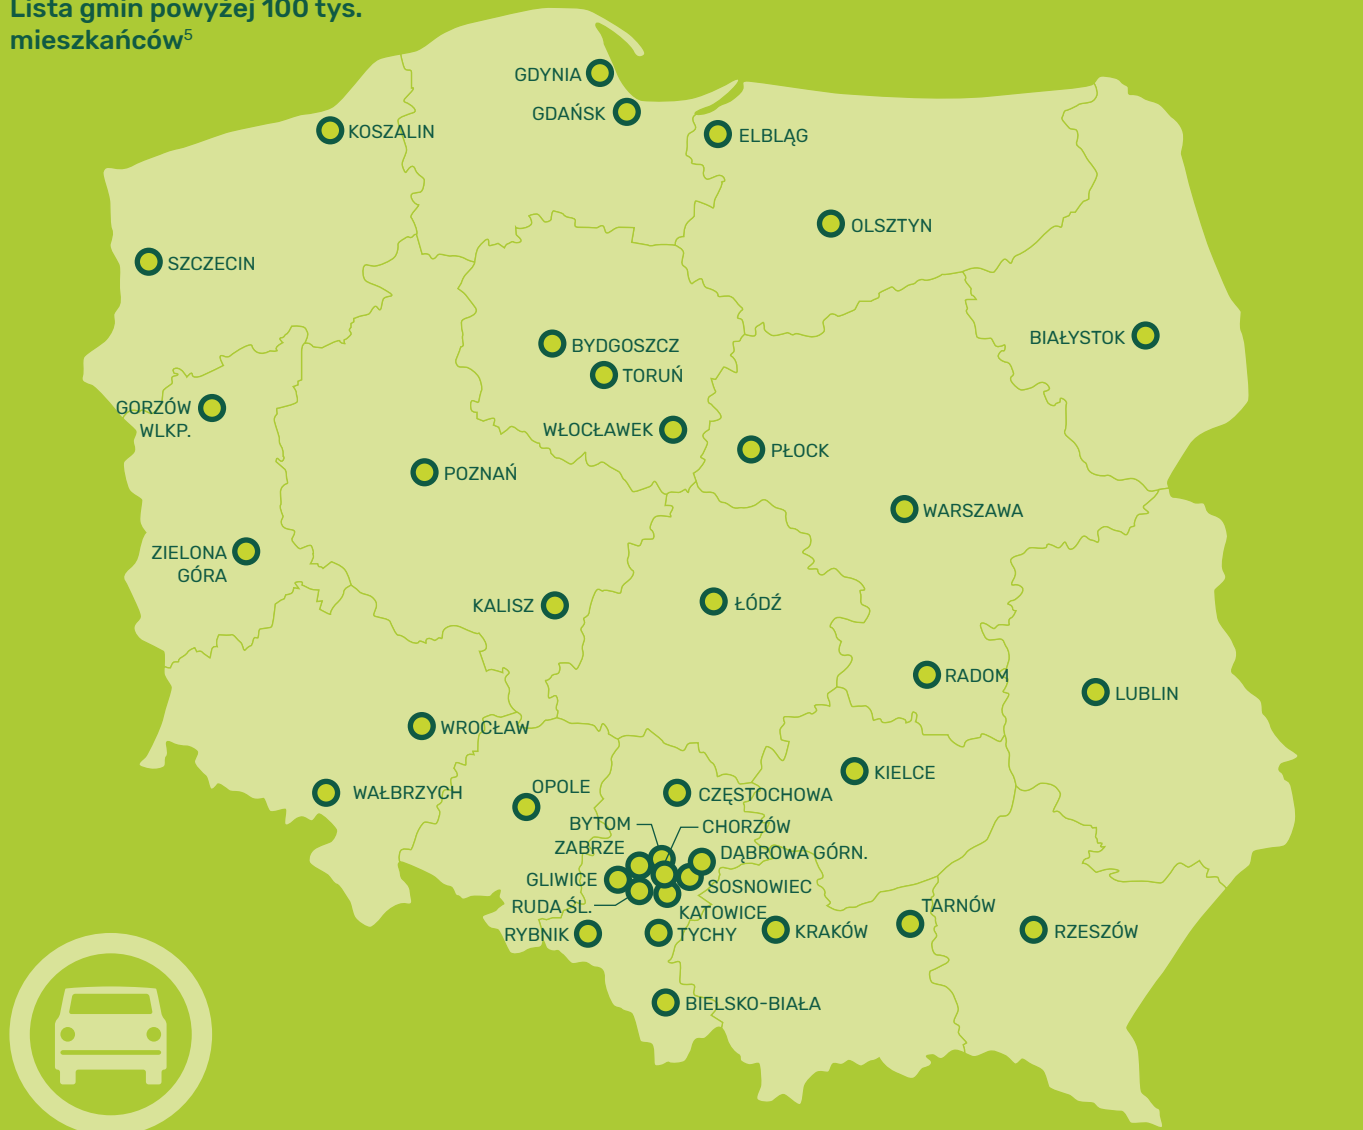 Lista gmin powyżej 100 tys.
mieszkańców⁵
GDYNIA
GDAŃSK
KOSZALIN
ELBLĄG
OLSZTYN
SZCZECIN
BIAŁYSTOK
BYDGOSZCZ
TORUŃ
GORZÓW
WLKP.
WŁOCŁAWEK
PŁOCK
POZNAŃ
WARSZAWA
ZIELONA
GÓRA
KALISZ
ŁÓDŹ
RADOM
LUBLIN
WROCŁAW
KIELCE
OPOLE
WAŁBRZYCH
CZĘSTOCHOWA
BYTOM
CHORZÓW
ZABRZE
DĄBROWA GÓRN.
GLIWICE
SOSNOWIEC
RUDA ŚL.
KATOWICE
TARNÓW
RYBNIK
TYCHY
KRAKÓW
RZESZÓW
BIELSKO-BIAŁA